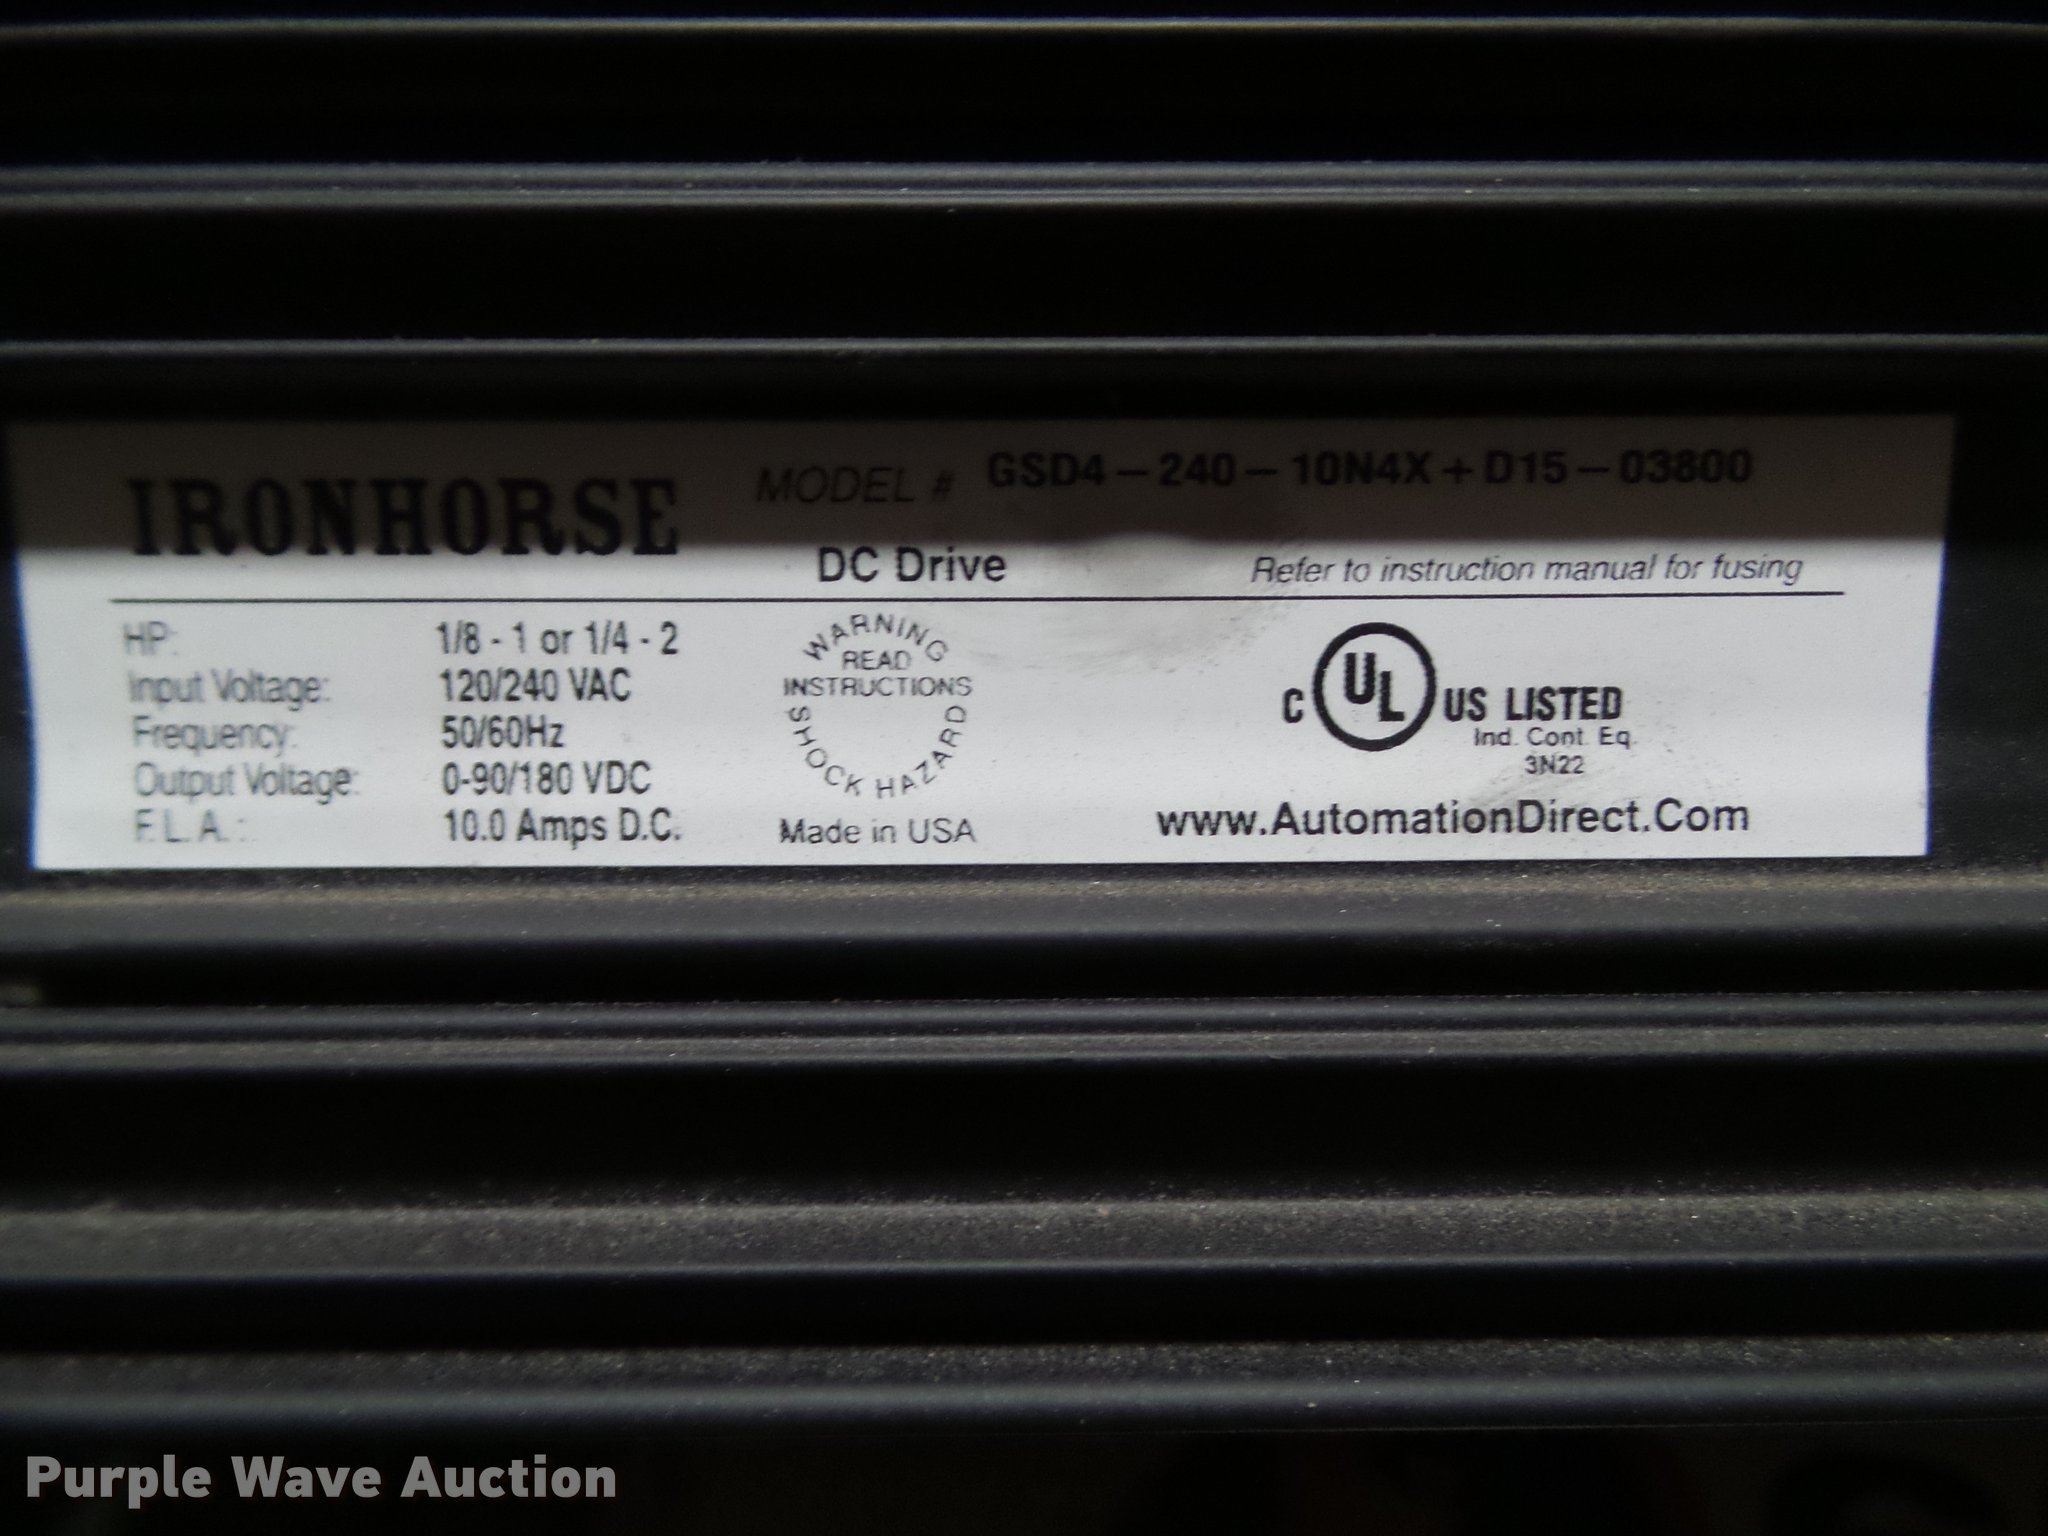 IRONHORSE MODEL # GSD4-240-10N4X+D15-03800
DC Drive Refer to instruction manual for fusing
HP: 1/8 - 1 or 1/4 - 2
Input Voltage: 120/240 VAC
Frequency: 50/60Hz
Output Voltage: 0-90/180 VDC
F.L.A.: 10.0 Amps D.C.
WARNING
READ
INSTRUCTIONS
SHOCK HAZARD
Made in USA
C UL US LISTED
Ind. Cont. Eq.
3N22
www.AutomationDirect.Com
Purple Wave Auction